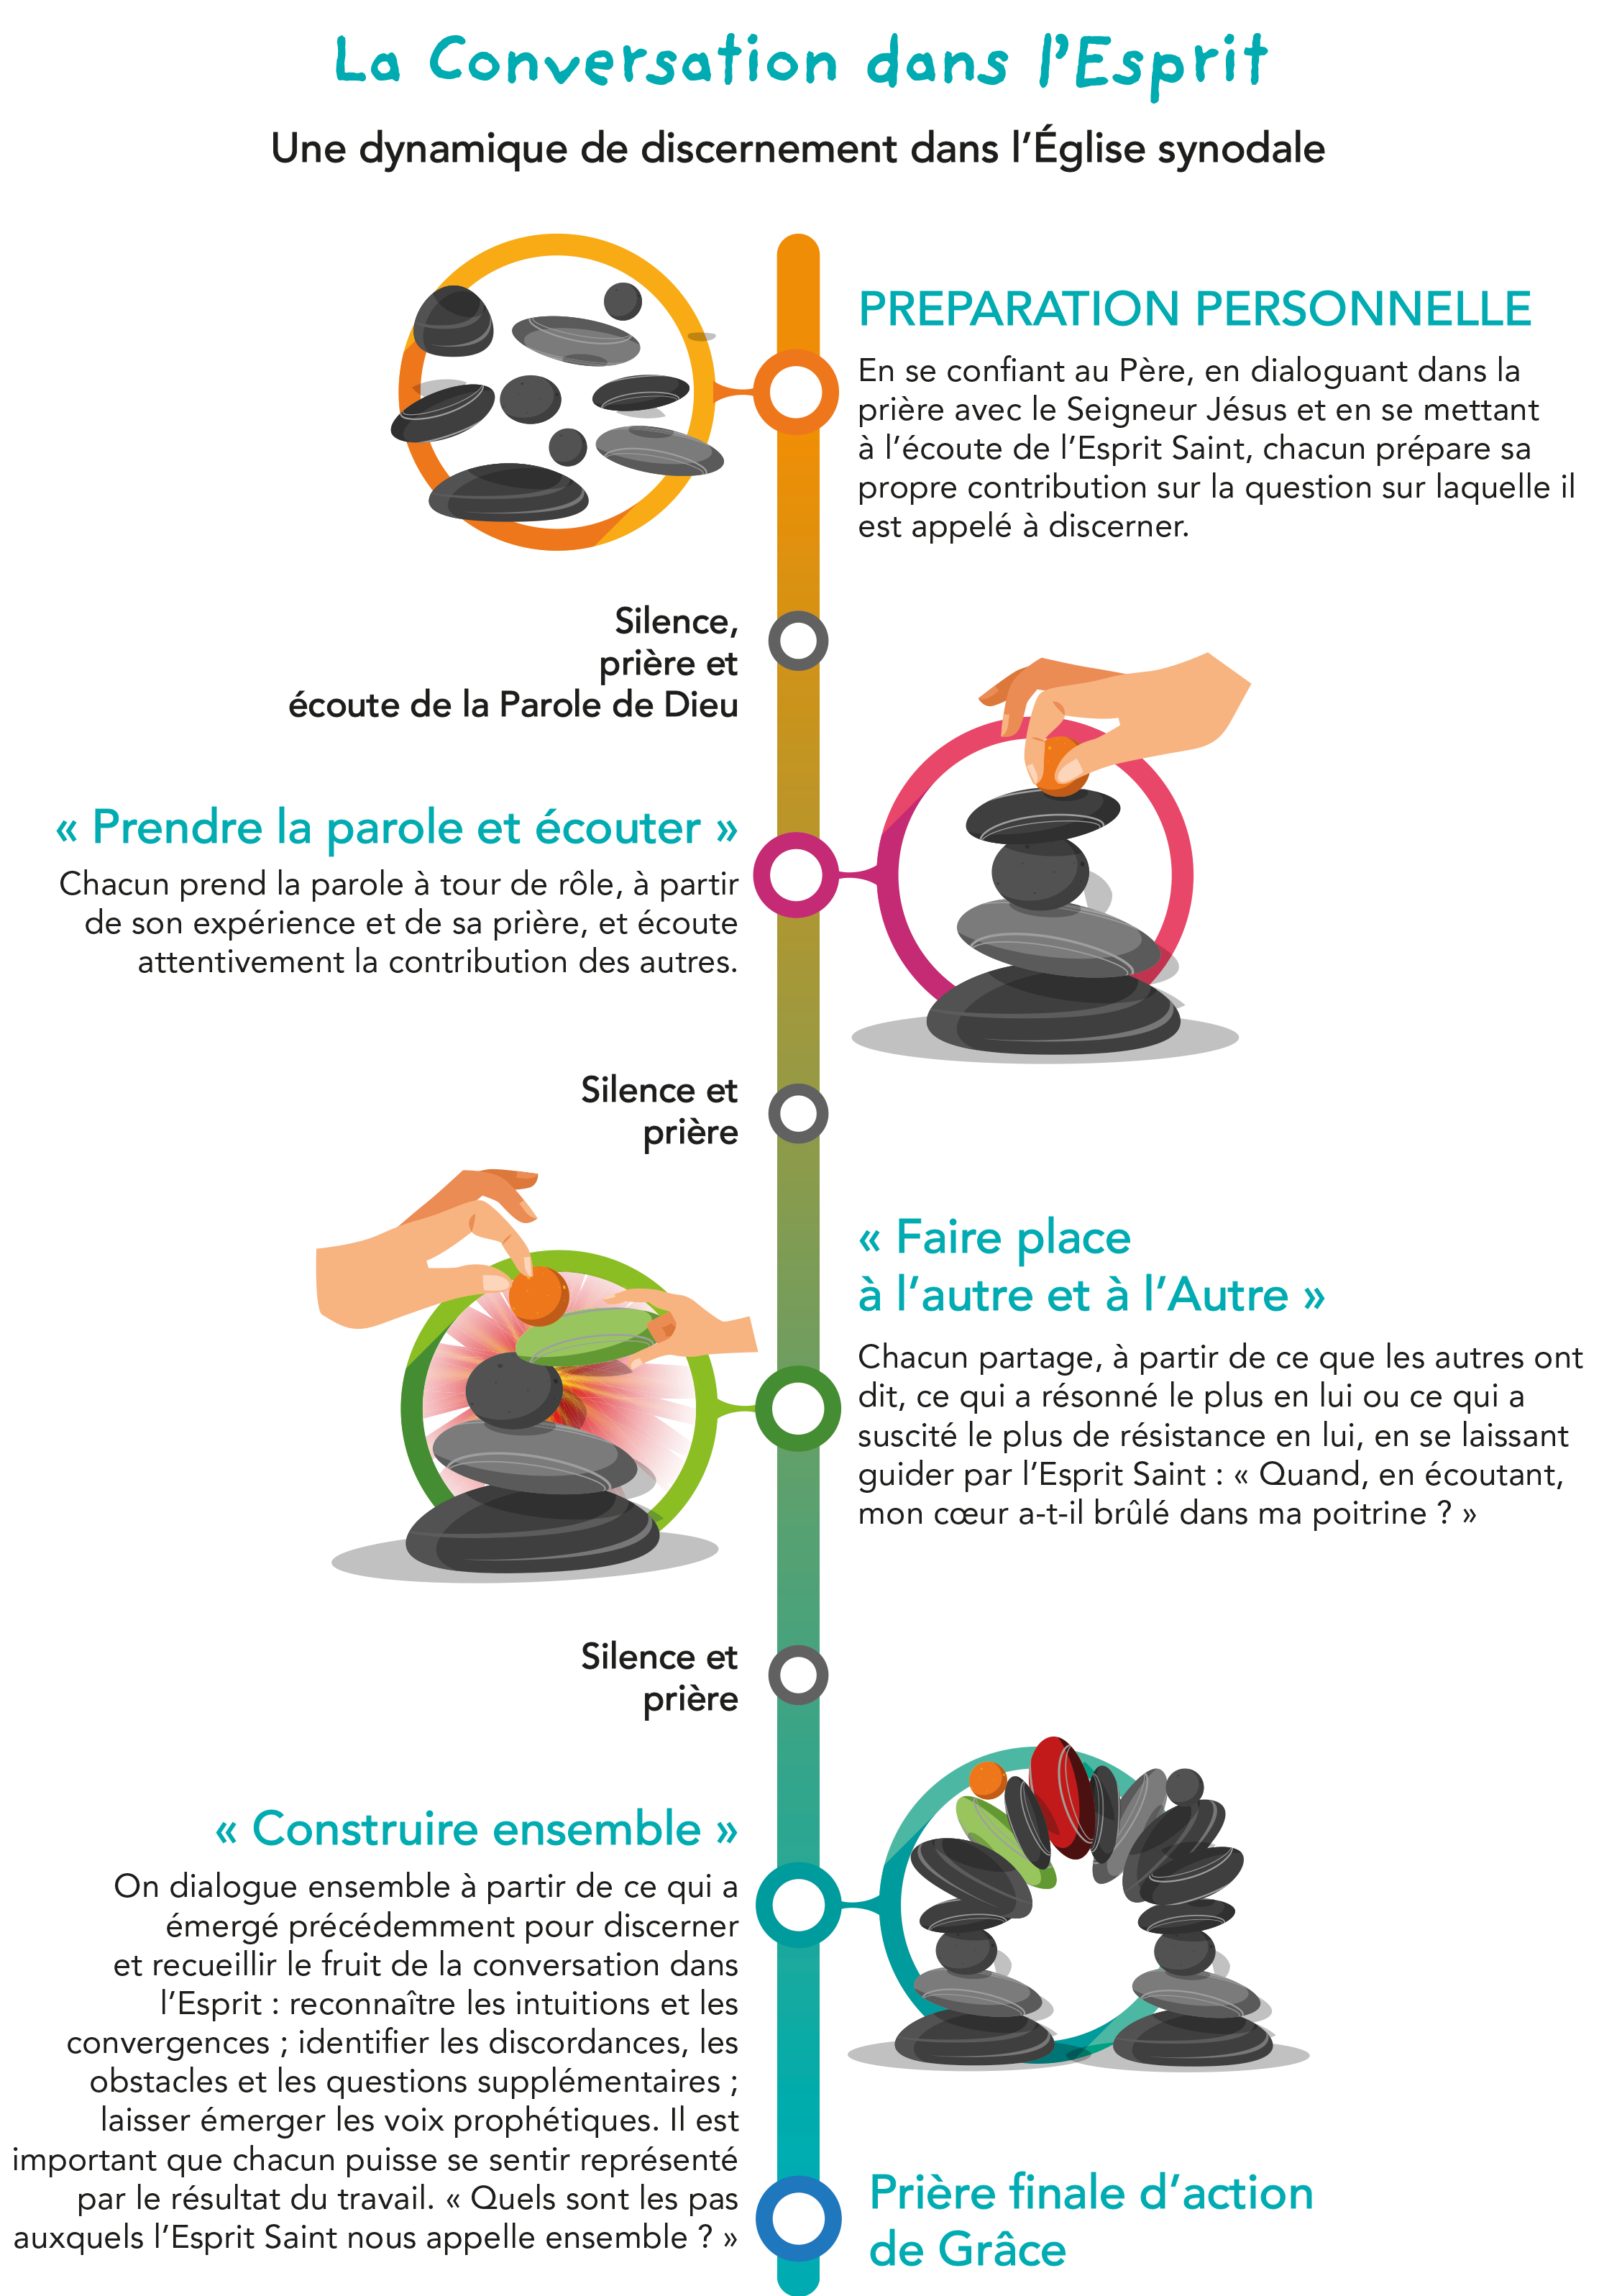 La Conversation dans l’Esprit
Une dynamique de discernement dans l’Église synodale
PREPARATION PERSONNELLE
En se confiant au Père, en dialoguant dans la
prière avec le Seigneur Jésus et en se mettant
à l’écoute de l’Esprit Saint, chacun prépare sa
propre contribution sur la question sur laquelle il
est appelé à discerner.
Silence,
prière et
écoute de la Parole de Dieu
« Prendre la parole et écouter »
Chacun prend la parole à tour de rôle, à partir
de son expérience et de sa prière, et écoute
attentivement la contribution des autres.
Silence et
prière
« Faire place
à l’autre et à l’Autre »
Chacun partage, à partir de ce que les autres ont
dit, ce qui a résonné le plus en lui ou ce qui a
suscité le plus de résistance en lui, en se laissant
guider par l’Esprit Saint : « Quand, en écoutant,
mon cœur a-t-il brûlé dans ma poitrine ? »
Silence et
prière
« Construire ensemble »
On dialogue ensemble à partir de ce qui a
émergé précédemment pour discerner
et recueillir le fruit de la conversation dans
l’Esprit : reconnaître les intuitions et les
convergences ; identifier les discordances, les
obstacles et les questions supplémentaires ;
laisser émerger les voix prophétiques. Il est
important que chacun puisse se sentir représenté
par le résultat du travail. « Quels sont les pas
auxquels l’Esprit Saint nous appelle ensemble ? »
Prière finale d’action
de Grâce